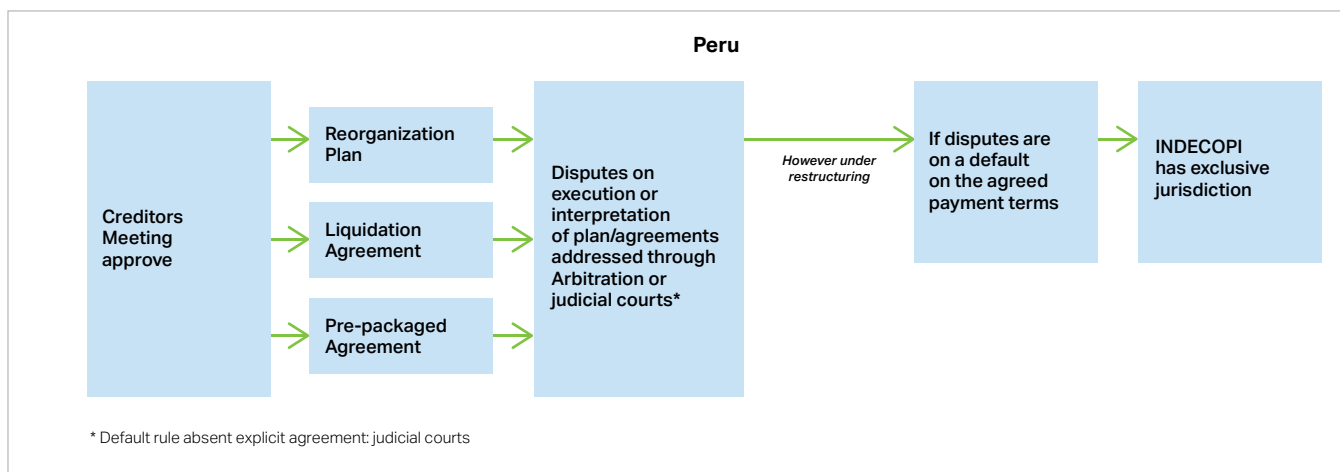 Peru
Creditors
Meeting
approve
Reorganization
Plan
Liquidation
Agreement
Pre-packaged
Agreement
Disputes on
execution or
interpretation
of plan/agreements
addressed through
Arbitration or
judicial courts*
However under
restructuring
If disputes are
on a default
on the agreed
payment terms
INDECOPI
has exclusive
jurisdiction
* Default rule absent explicit agreement: judicial courts